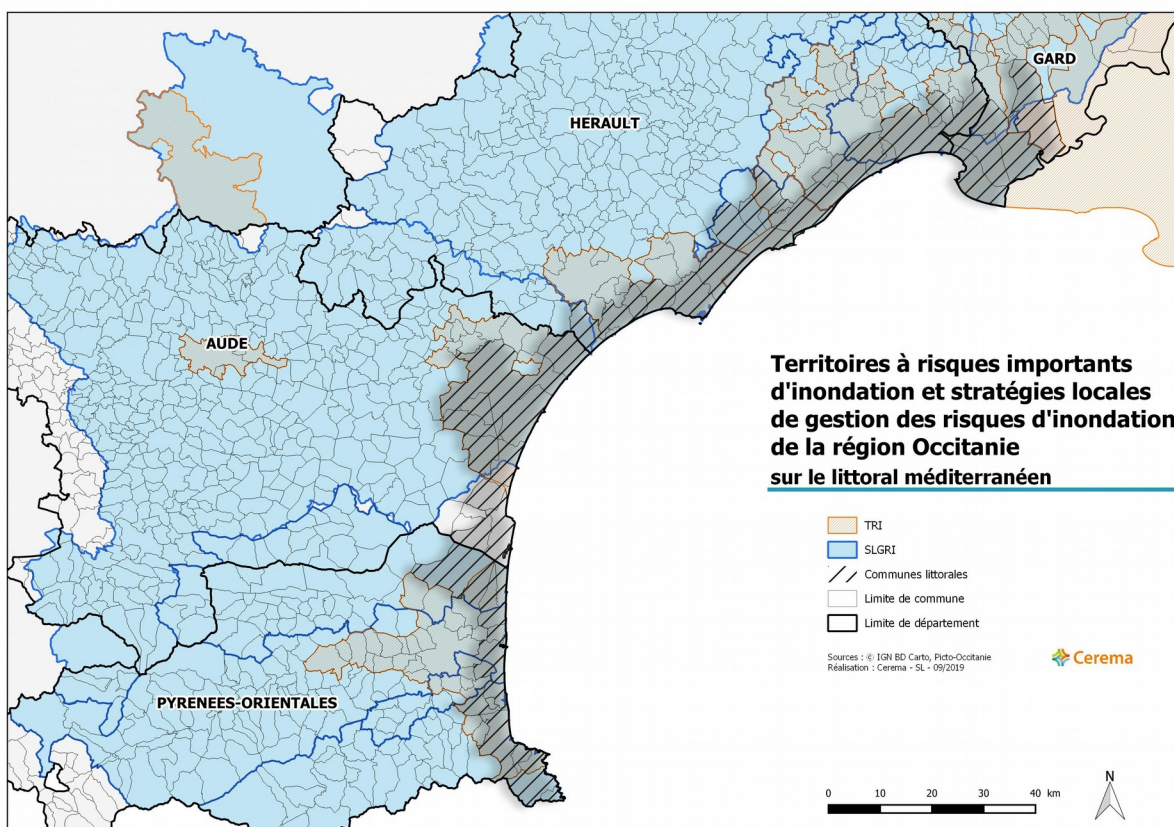 GARD
HERAULT
AUDE
PYRENEES-ORIENTALES
Territoires à risques importants
d'inondation et stratégies locales
de gestion des risques d'inondation
de la région Occitanie
sur le littoral méditerranéen
TRI
SLGRI
Communes littorales
Limite de commune
Limite de département
Sources : © IGN BD Carto, Picto-Occitanie
Réalisation : Cerema - SL - 09/2019
Cerema
N
0 10 20 30 40 km